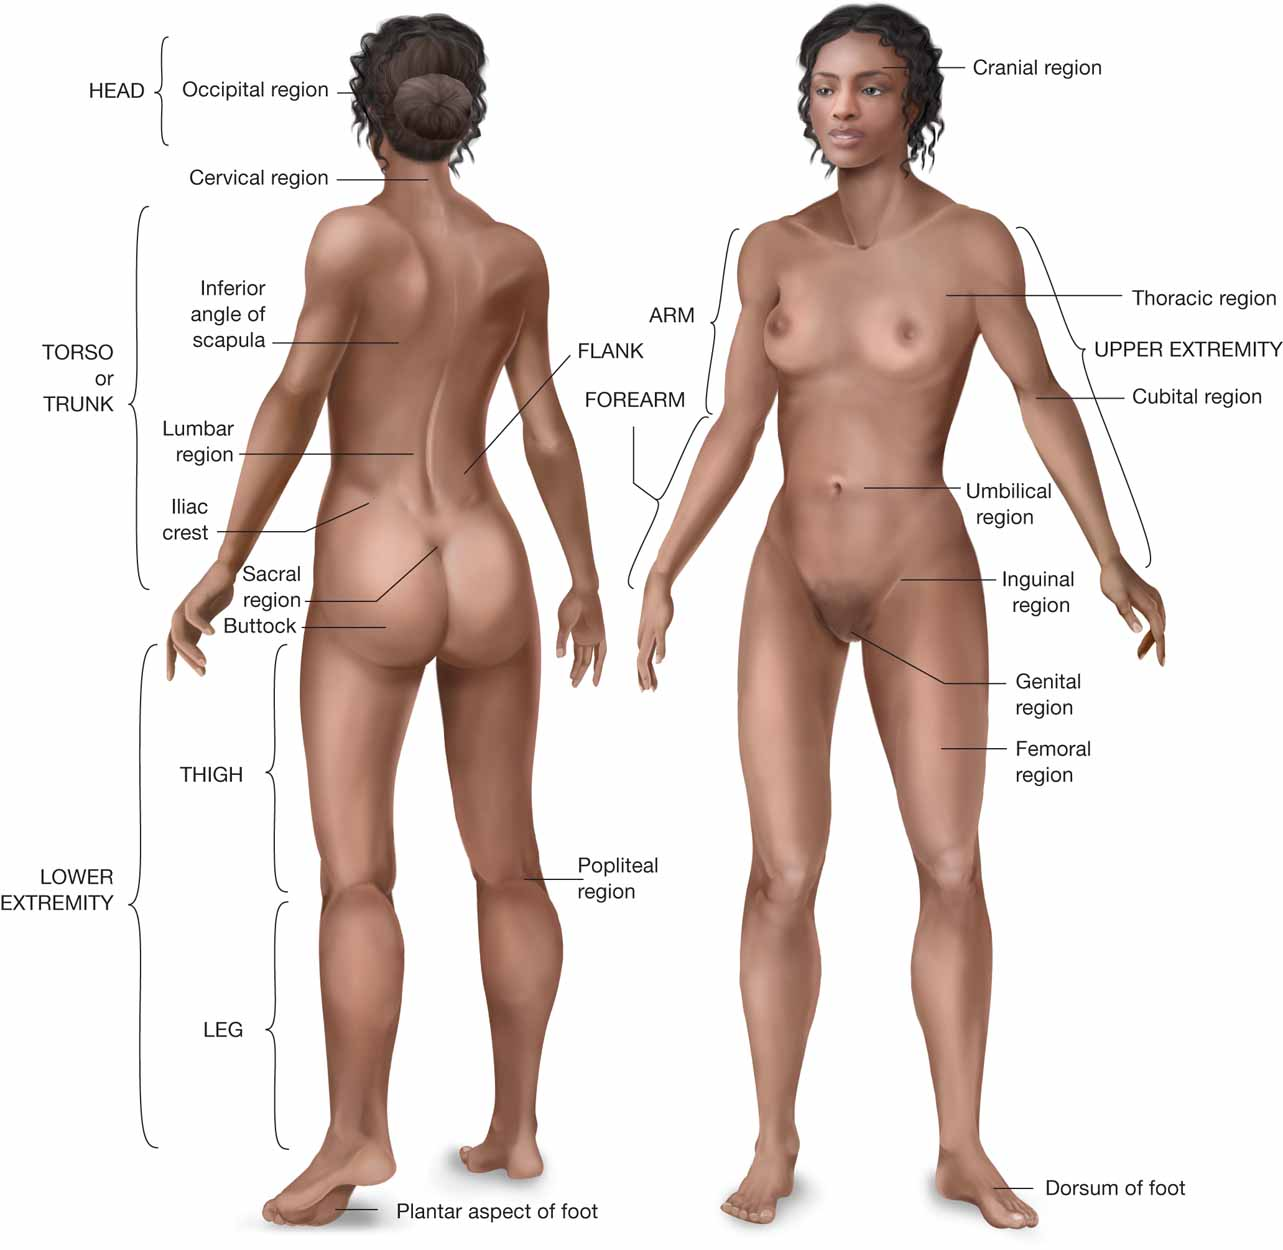 HEAD
Occipital region
Cervical region
Inferior
angle of
scapula
TORSO
or
TRUNK
FLANK
Lumbar
region
Iliac
crest
Sacral
region
Buttock
THIGH
LOWER
EXTREMITY
Popliteal
region
LEG
Plantar aspect of foot
Cranial region
ARM
Thoracic region
UPPER EXTREMITY
FOREARM
Cubital region
Umbilical
region
Inguinal
region
Genital
region
Femoral
region
Dorsum of foot